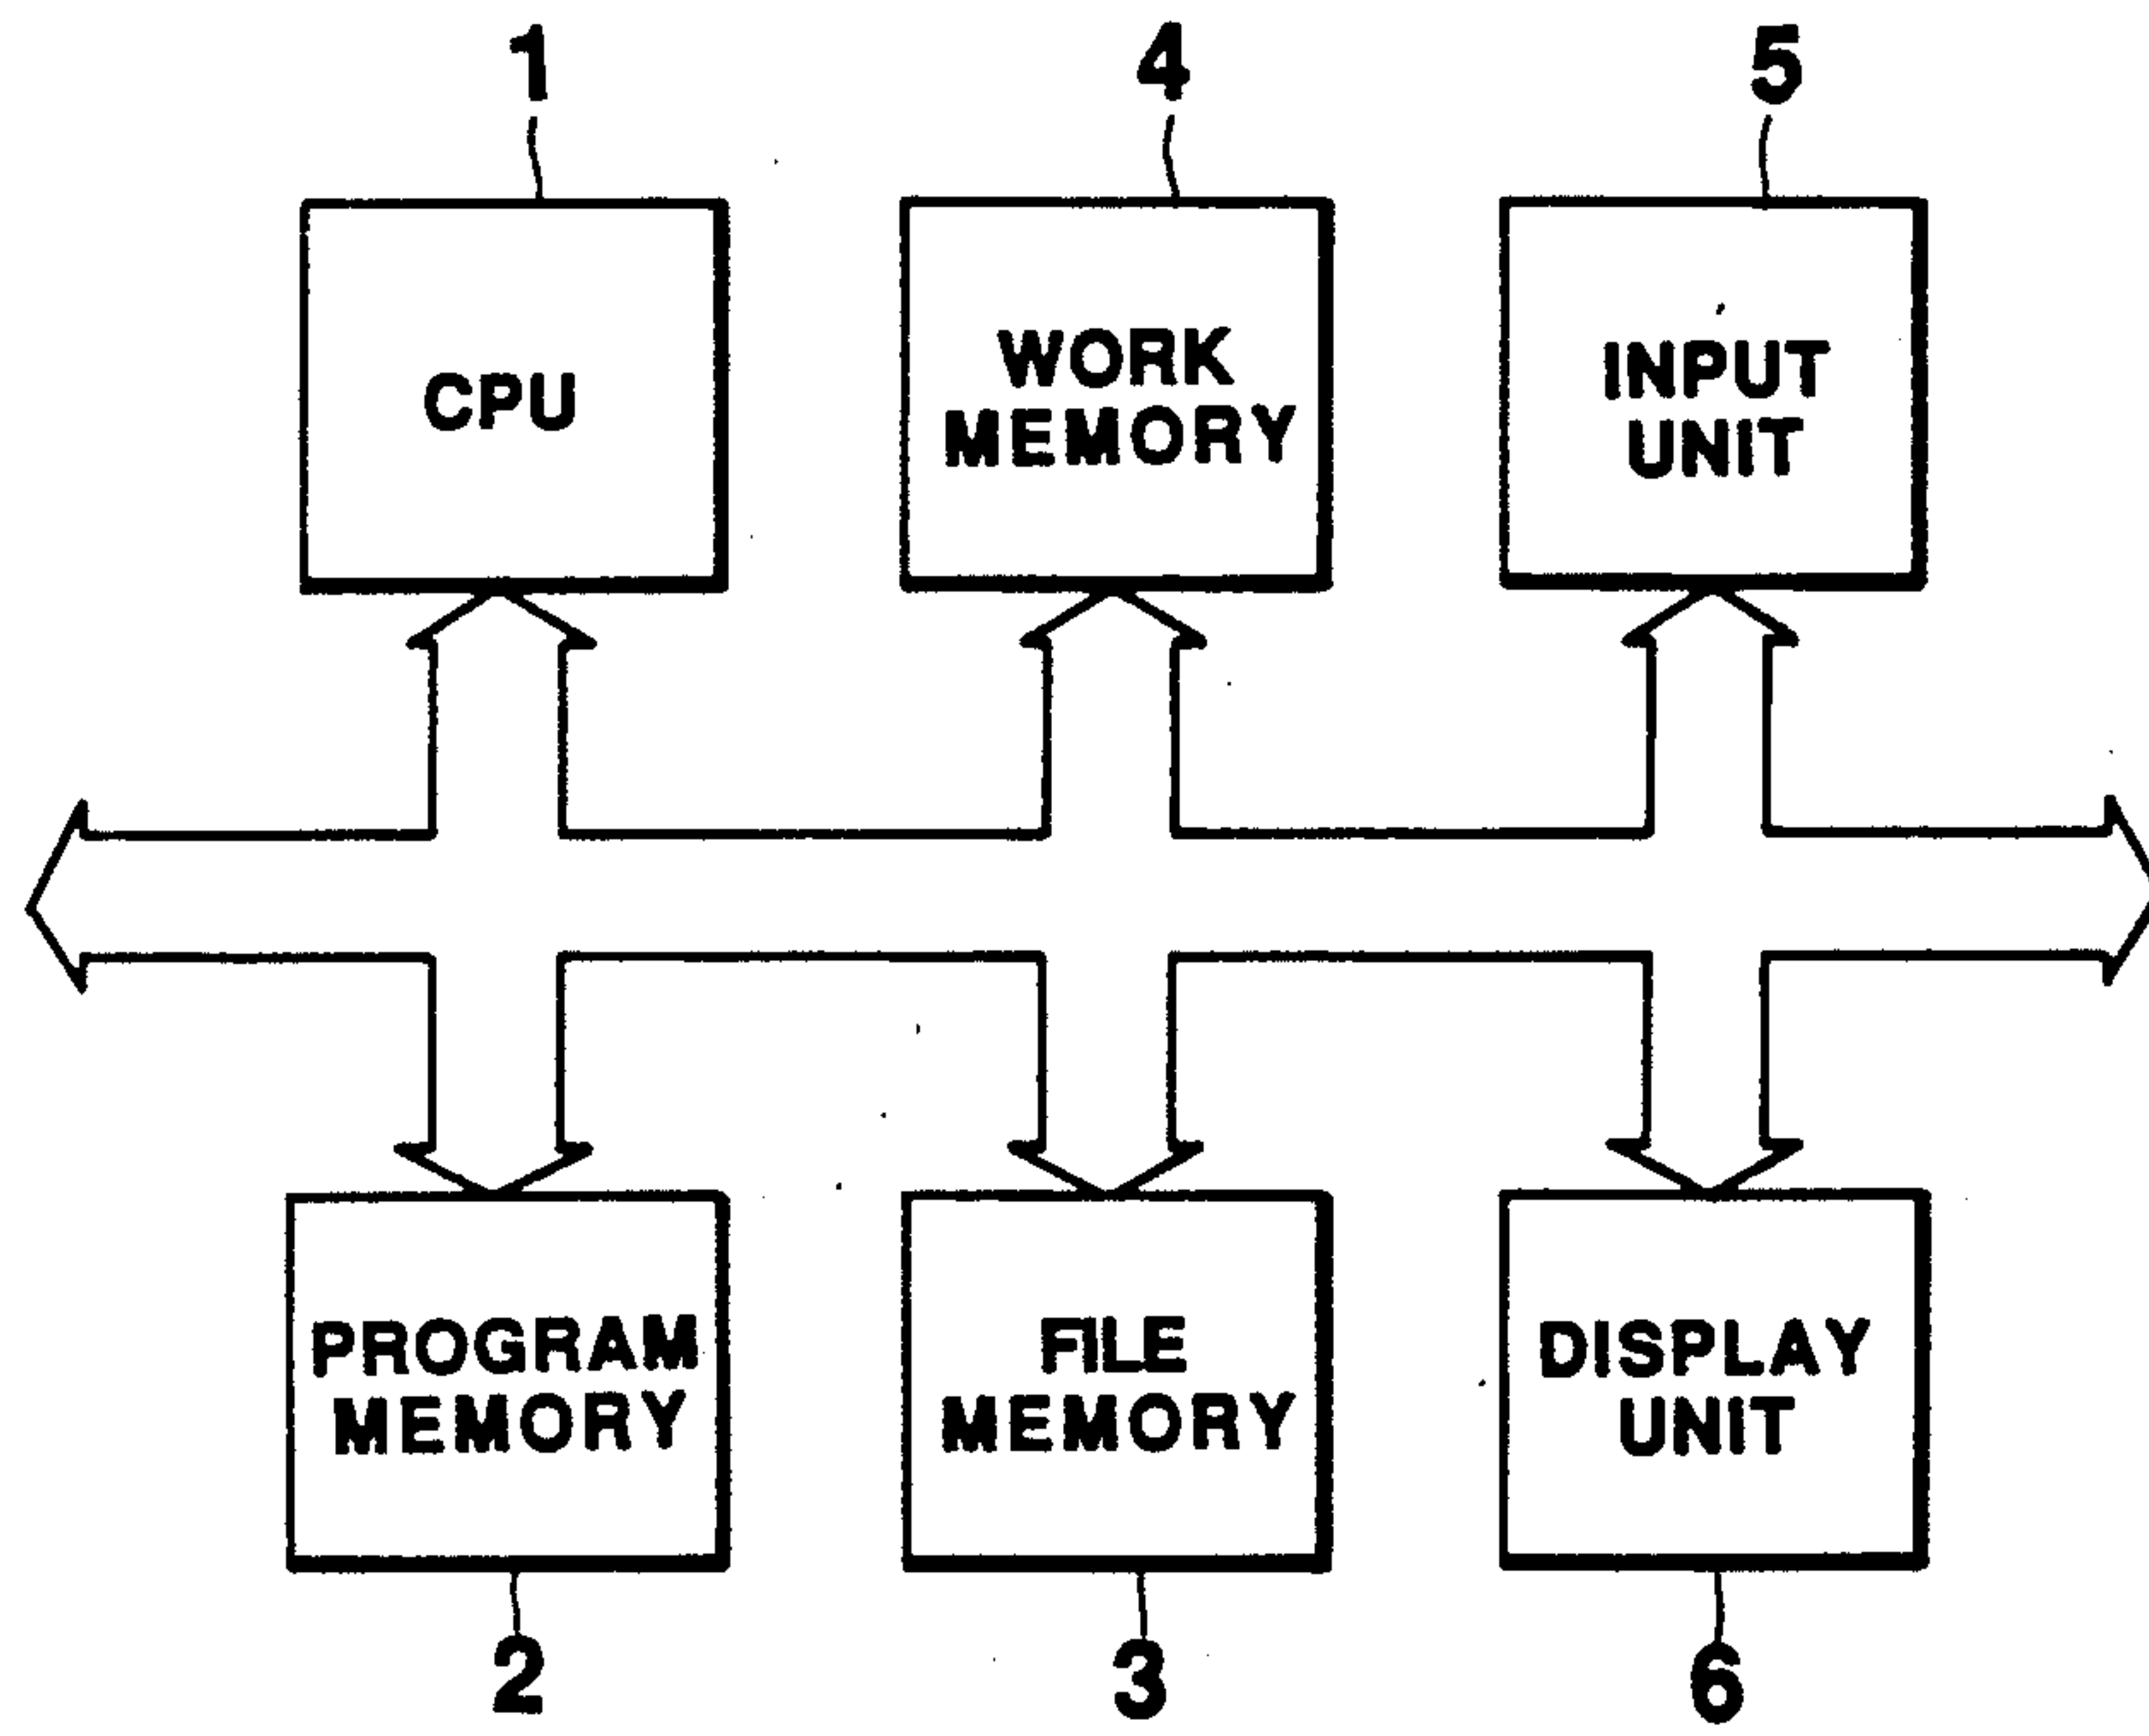 1
4
5
CPU
WORK
MEMORY
INPUT
UNIT
PROGRAM
MEMORY
FILE
MEMORY
DISPLAY
UNIT
2
3
6